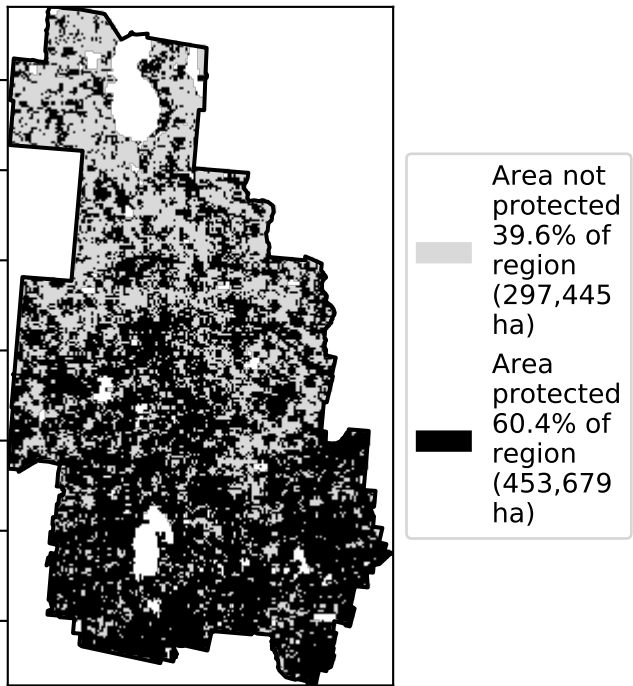 Area not
protected
39.6% of
region
(297,445
ha)
Area
protected
60.4% of
region
(453,679
ha)